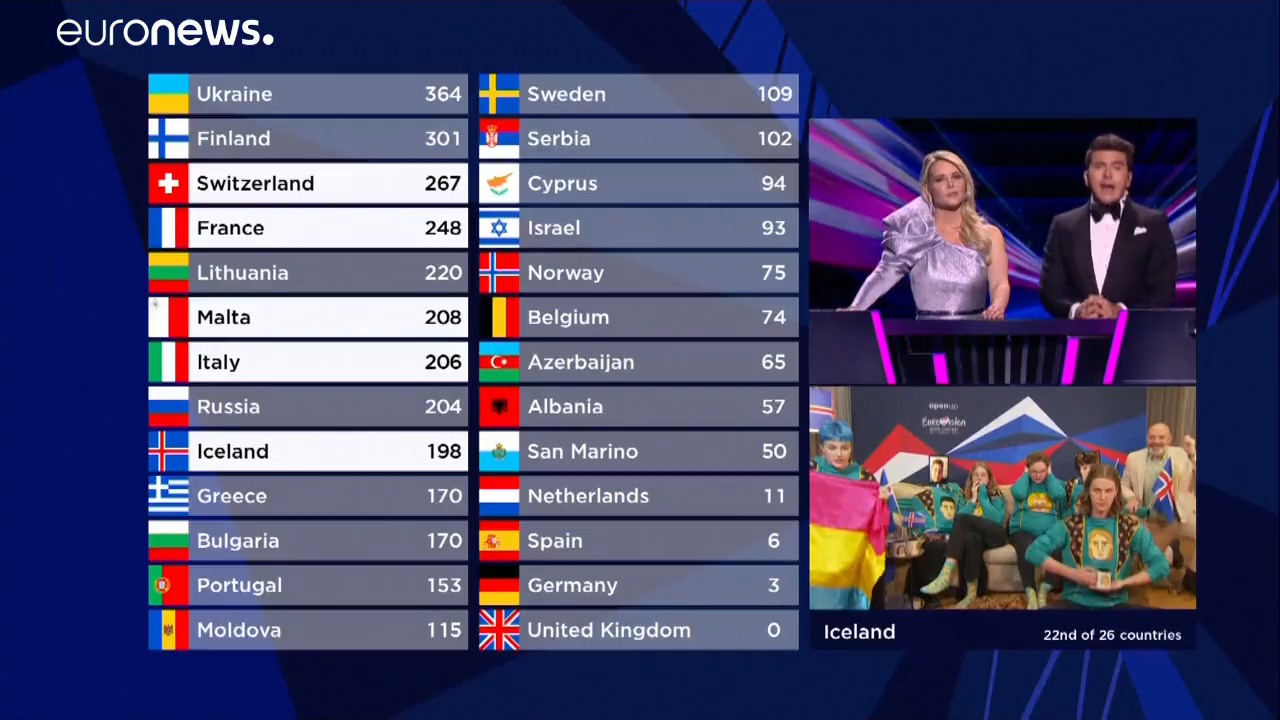 euronews.
Ukraine 364
Finland 301
Switzerland 267
France 248
Lithuania 220
Malta 208
Italy 206
Russia 204
Iceland 198
Greece 170
Bulgaria 170
Portugal 153
Moldova 115
Sweden 109
Serbia 102
Cyprus 94
Israel 93
Norway 75
Belgium 74
Azerbaijan 65
Albania 57
San Marino 50
Netherlands 11
Spain 6
Germany 3
United Kingdom 0
open up
Eurovision
Iceland
22nd of 26 countries